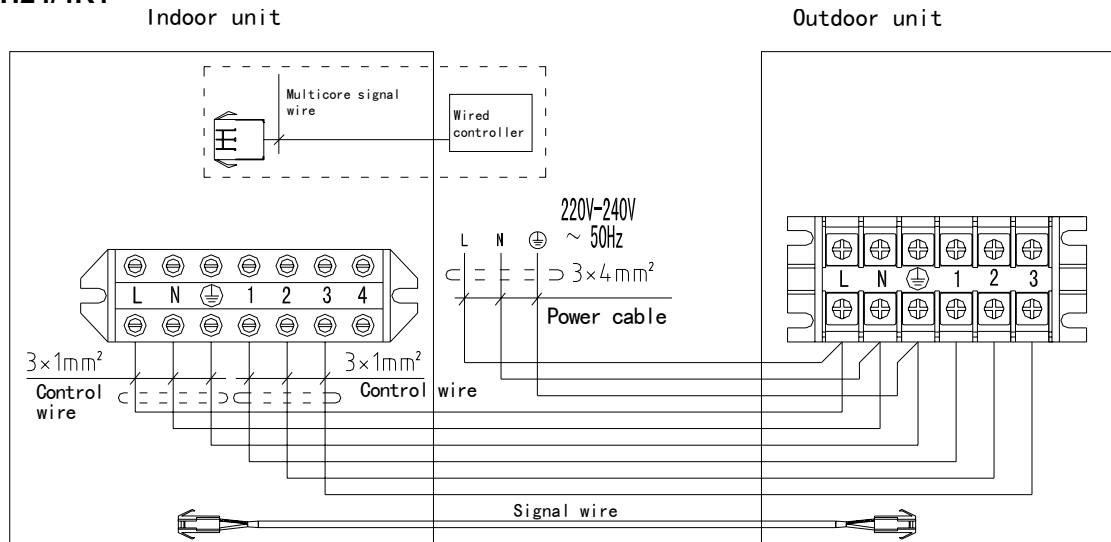 Indoor unit
Outdoor unit
Multicore signal
wire
Wired
controller
220V-240V
~ 50Hz
L N
3×4mm²
Power cable
L N 1 2 3 4
L N 1 2 3
3×1mm²
Control
wire
3×1mm²
Control wire
Signal wire